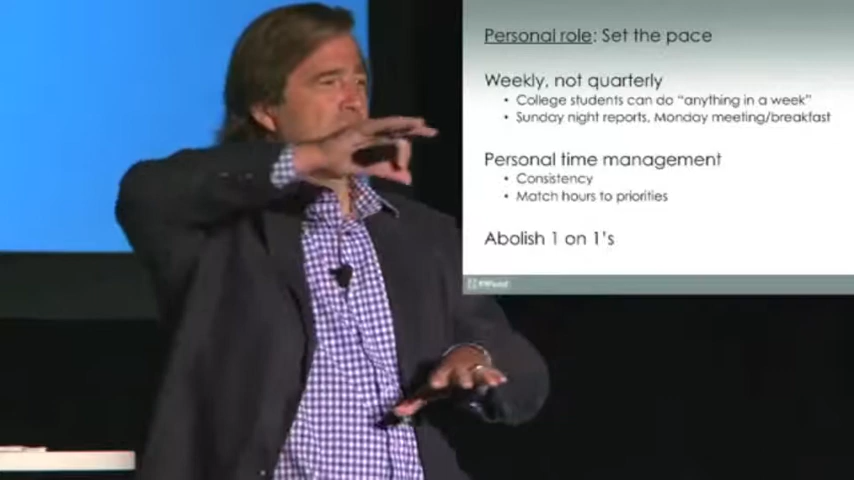 Personal role: Set the pace
Weekly, not quarterly
• College students can do “anything in a week”
• Sunday night reports, Monday meeting/breakfast
Personal time management
• Consistency
• Match hours to priorities
Abolish 1 on 1's